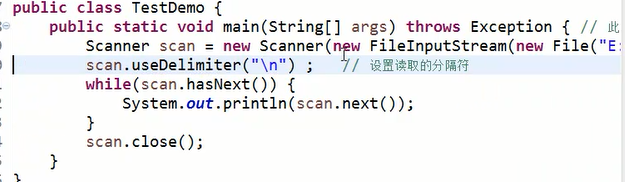 public class TestDemo {
public static void main(String[] args) throws Exception { // 此
Scanner scan = new Scanner(new FileInputStream(new File("E:
scan.useDelimiter("\n") ; // 设置读取的分隔符
while(scan.hasNext()) {
System.out.println(scan.next());
}
scan.close();
}
}